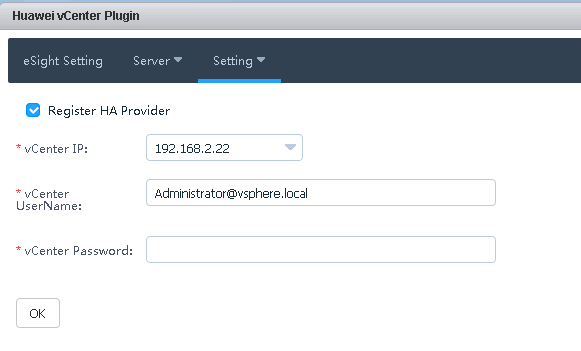 Huawei vCenter Plugin
eSight Setting Server Setting
Register HA Provider
* vCenter IP: 192.168.2.22
* vCenter
UserName: Administrator@vsphere.local
* vCenter Password:
OK